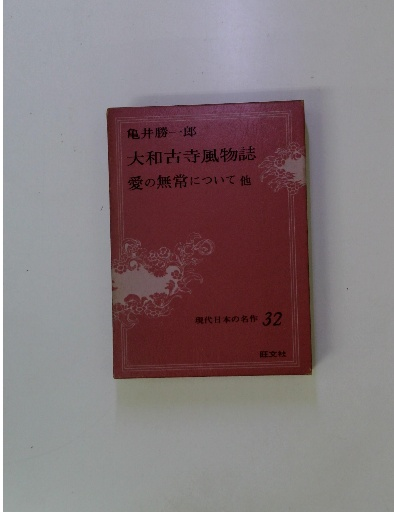 亀井勝一郎
大和古寺風物誌
愛の無常について 他
現代日本の名作 32
旺文社